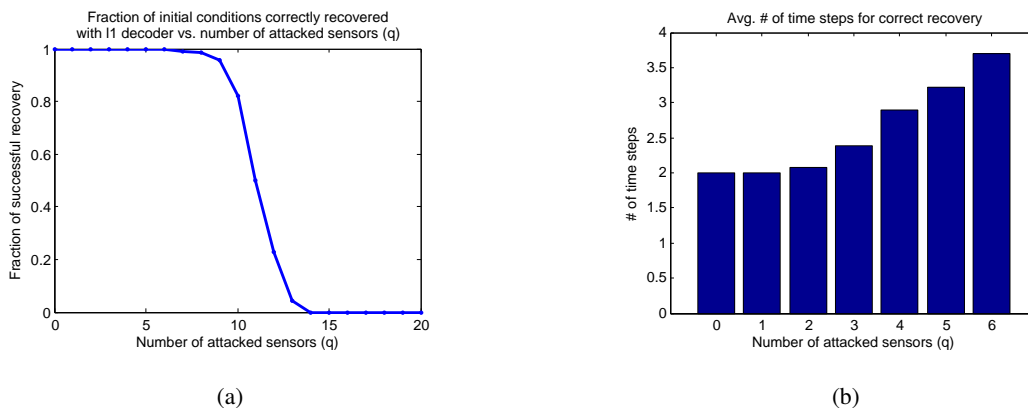 Fraction of initial conditions correctly recovered
with l1 decoder vs. number of attacked sensors (q)
1
0.8
0.6
0.4
0.2
0
Fraction of successful recovery
0 5 10 15 20
Number of attacked sensors (q)
(a)
Avg. # of time steps for correct recovery
4
3.5
3
2.5
2
1.5
1
0.5
0
# of time steps
0 1 2 3 4 5 6
Number of attacked sensors (q)
(b)